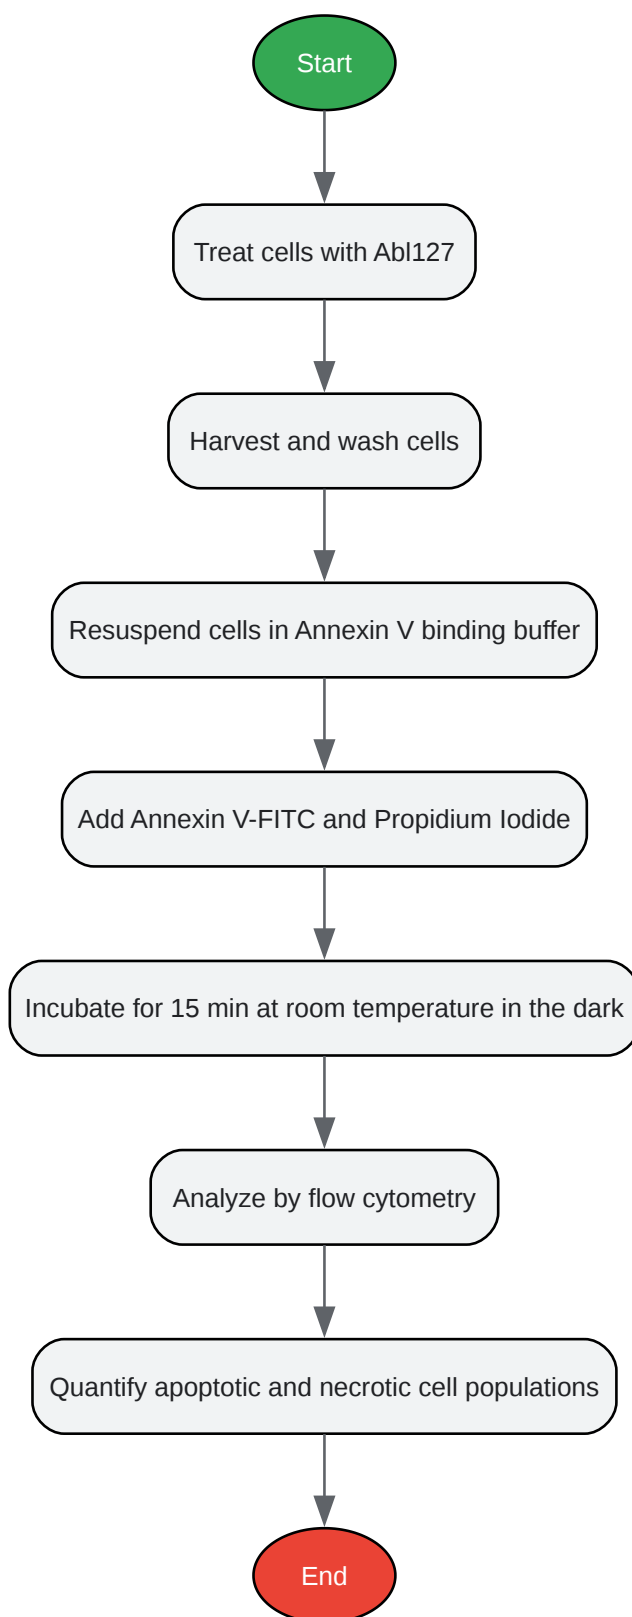 Start
Treat cells with Abl127
Harvest and wash cells
Resuspend cells in Annexin V binding buffer
Add Annexin V-FITC and Propidium Iodide
Incubate for 15 min at room temperature in the dark
Analyze by flow cytometry
Quantify apoptotic and necrotic cell populations
End